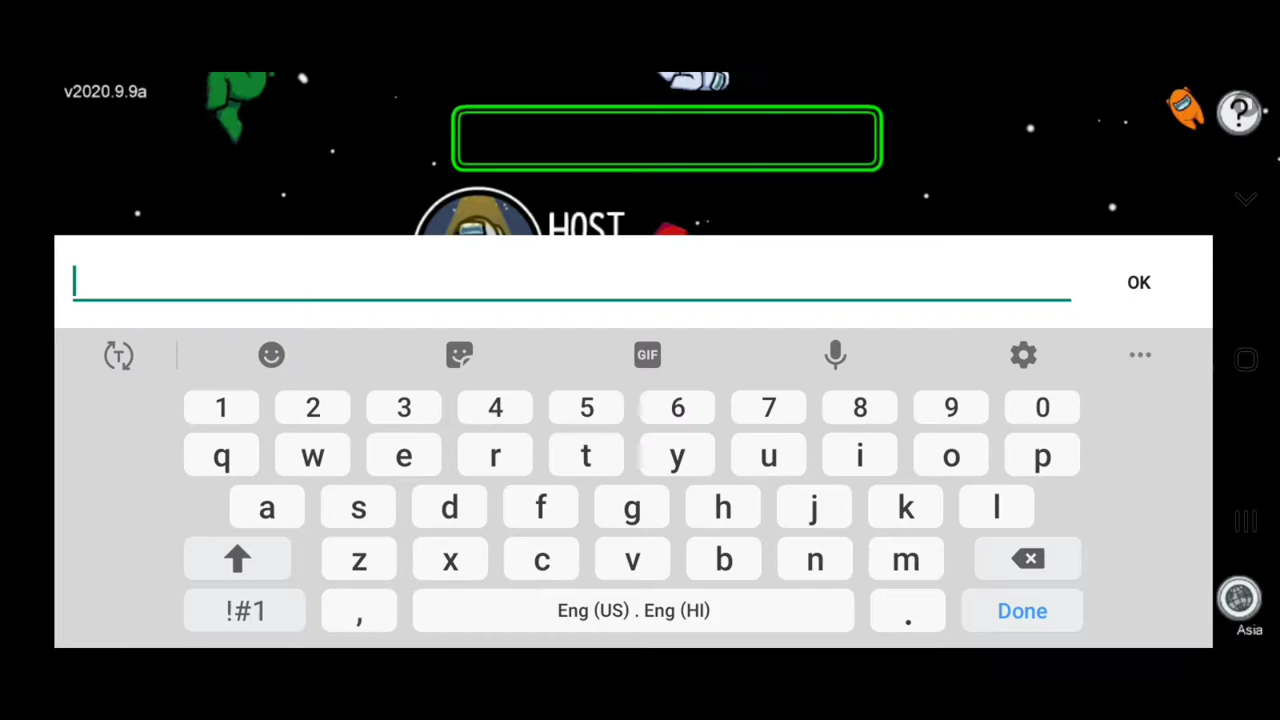 v2020.9.9a
?
HOST
OK
T
GIF
1 2 3 4 5 6 7 8 9 0
q w e r t y u i o p
a s d f g h j k l
z x c v b n m
!#1 , Eng (US) . Eng (HI) . Done
Asia